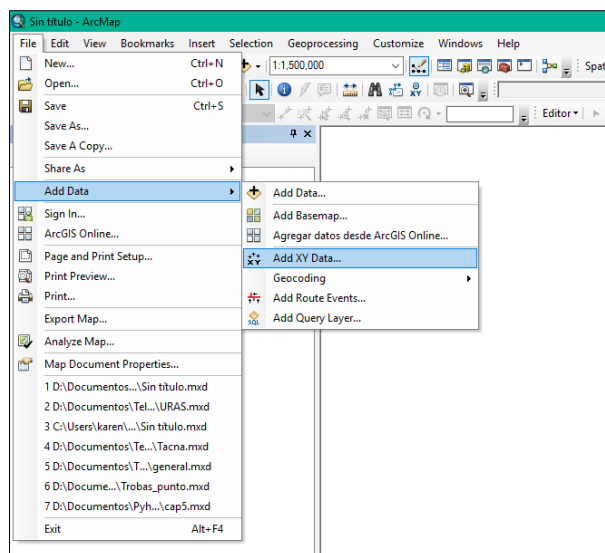 Sin título - ArcMap
File Edit View Bookmarks Insert Selection Geoprocessing Customize Windows Help
New... Ctrl+N
1:1,500,000
Spat
Open... Ctrl+O
Save Ctrl+S
Editor
Save As...
Save A Copy...
Share As
Add Data
Add Data...
Sign In...
Add Basemap...
ArcGIS Online...
Agregar datos desde ArcGIS Online...
Page and Print Setup...
Add XY Data...
Print Preview...
Geocoding
Print...
Add Route Events...
Export Map...
Add Query Layer...
Analyze Map...
Map Document Properties...
1 D:\Documentos...\Sin título.mxd
2 D:\Documentos\Tel...\URAS.mxd
3 C:\Users\karen\...\Sin título.mxd
4 D:\Documentos\Te...\Tacna.mxd
5 D:\Documentos\T...\general.mxd
6 D:\Docume...\Trobas_punto.mxd
7 D:\Documentos\Pyh...\cap5.mxd
Exit Alt+F4